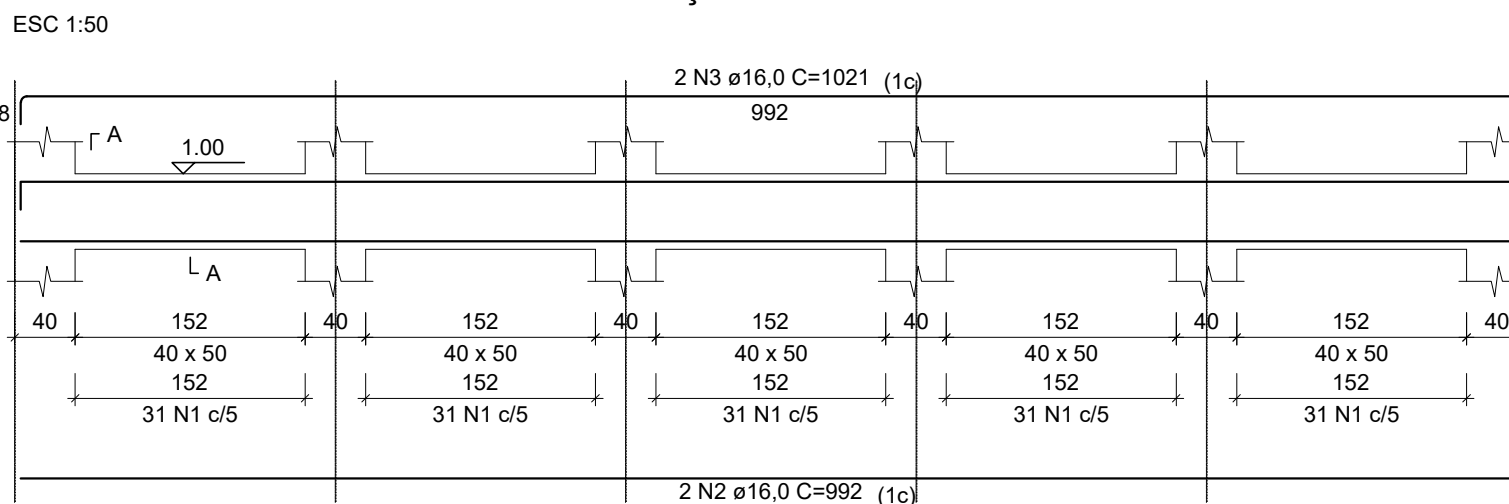 ESC 1:50
2 N3 ø16,0 C=1021 (1c)
8 992
A
1.00
A
40 152 40 152 40 152 40 152 40 152 40
40 x 50 40 x 50 40 x 50 40 x 50 40 x 50
152 152 152 152 152
31 N1 c/5 31 N1 c/5 31 N1 c/5 31 N1 c/5 31 N1 c/5
2 N2 ø16,0 C=992 (1c)